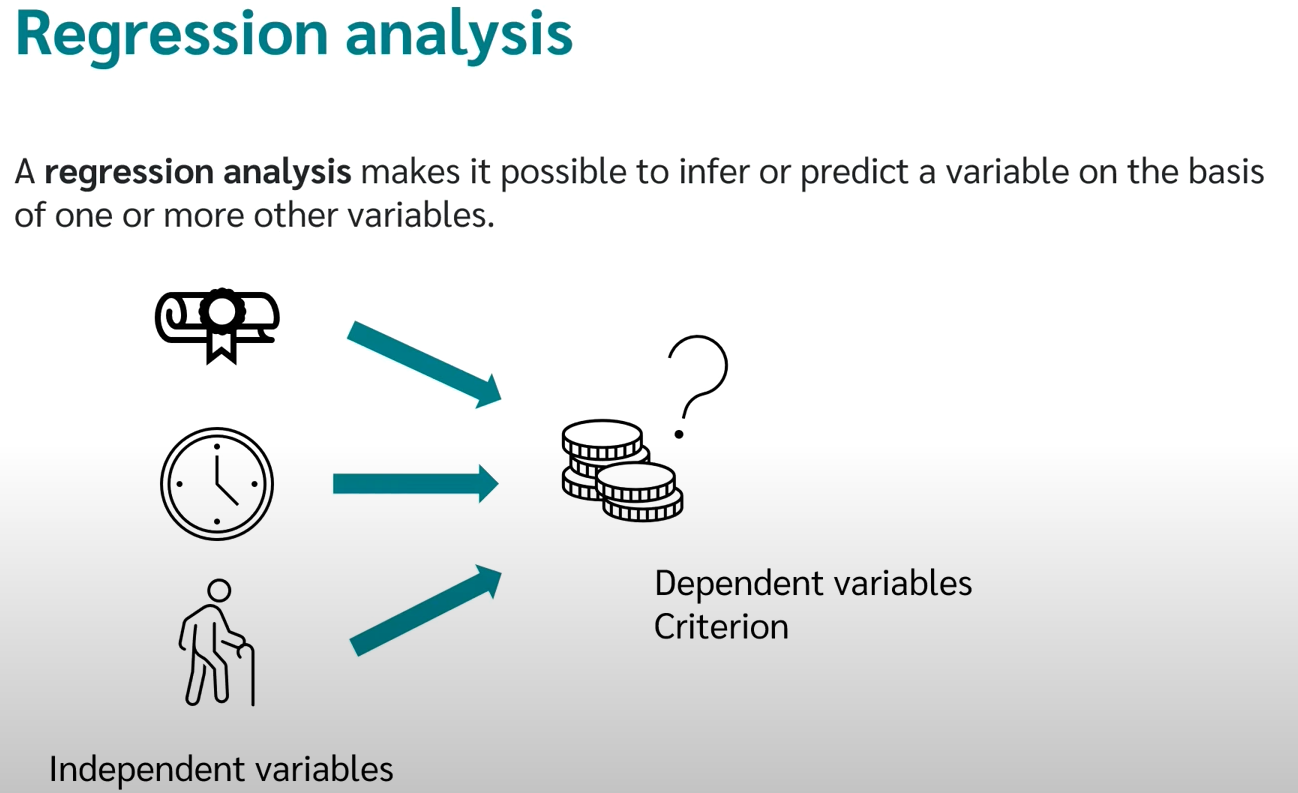 Regression analysis
A regression analysis makes it possible to infer or predict a variable on the basis
of one or more other variables.
Dependent variables
Criterion
Independent variables